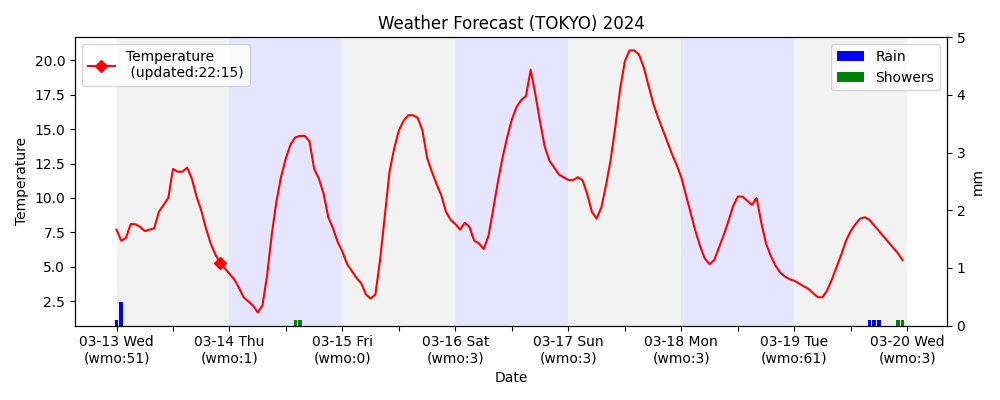 Weather Forecast (TOKYO) 2024
Temperature
(updated:22:15)
Rain
Showers
Temperature
20.0
17.5
15.0
12.5
10.0
7.5
5.0
2.5
5
4
3
2
1
0
mm
03-13 Wed
(wmo:51)
03-14 Thu
(wmo:1)
03-15 Fri
(wmo:0)
03-16 Sat
(wmo:3)
03-17 Sun
(wmo:3)
03-18 Mon
(wmo:3)
03-19 Tue
(wmo:61)
03-20 Wed
(wmo:3)
Date